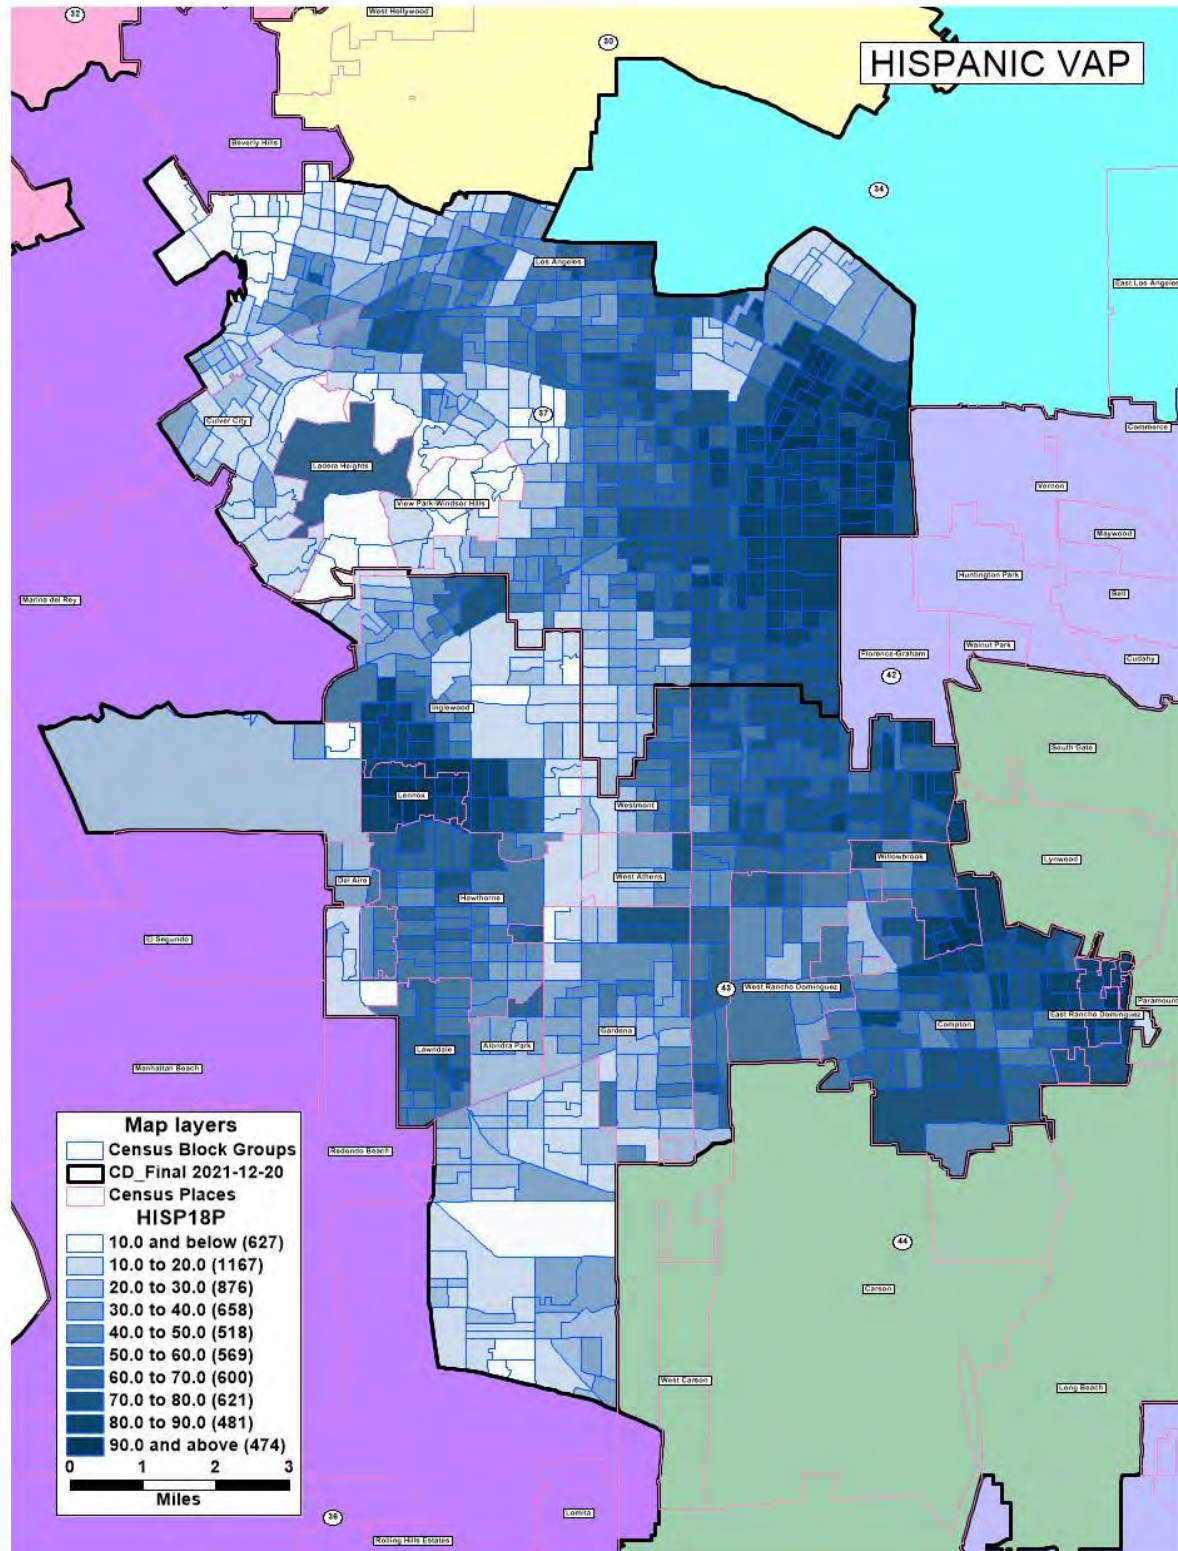 32
West Hollywood
30
HISPANIC VAP
Beverly Hills
34
Los Angeles
East Los Angeles
37
Culver City
Commerce
Ladera Heights
Vernon
View Park-Windsor Hills
Maywood
Huntington Park
Marina del Rey
Bell
Walnut Park
Florence-Graham
Cudahy
42
Inglewood
South Gate
Lennox
Westmont
Willowbrook
Lynwood
Del Aire
West Athens
Hawthorne
El Segundo
43
West Rancho Dominguez
Paramount
East Rancho Dominguez
Compton
Gardena
Lawndale
Alondra Park
Manhattan Beach
Map layers
Census Block Groups
CD_Final 2021-12-20
Census Places
HISP18P
10.0 and below (627)
10.0 to 20.0 (1167)
20.0 to 30.0 (876)
30.0 to 40.0 (658)
40.0 to 50.0 (518)
50.0 to 60.0 (569)
60.0 to 70.0 (600)
70.0 to 80.0 (621)
80.0 to 90.0 (481)
90.0 and above (474)
0 1 2 3
Miles
Redondo Beach
44
Carson
West Carson
Long Beach
Lomita
36
Rolling Hills Estates